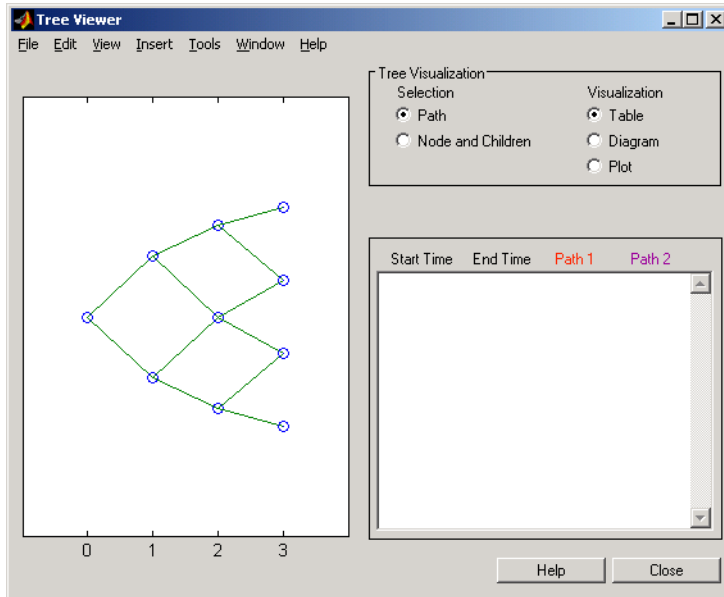 Tree Viewer
File Edit View Insert Tools Window Help
Tree Visualization
Selection Visualization
Path Table
Node and Children Diagram
Plot
Start Time End Time Path 1 Path 2
0 1 2 3
Help Close